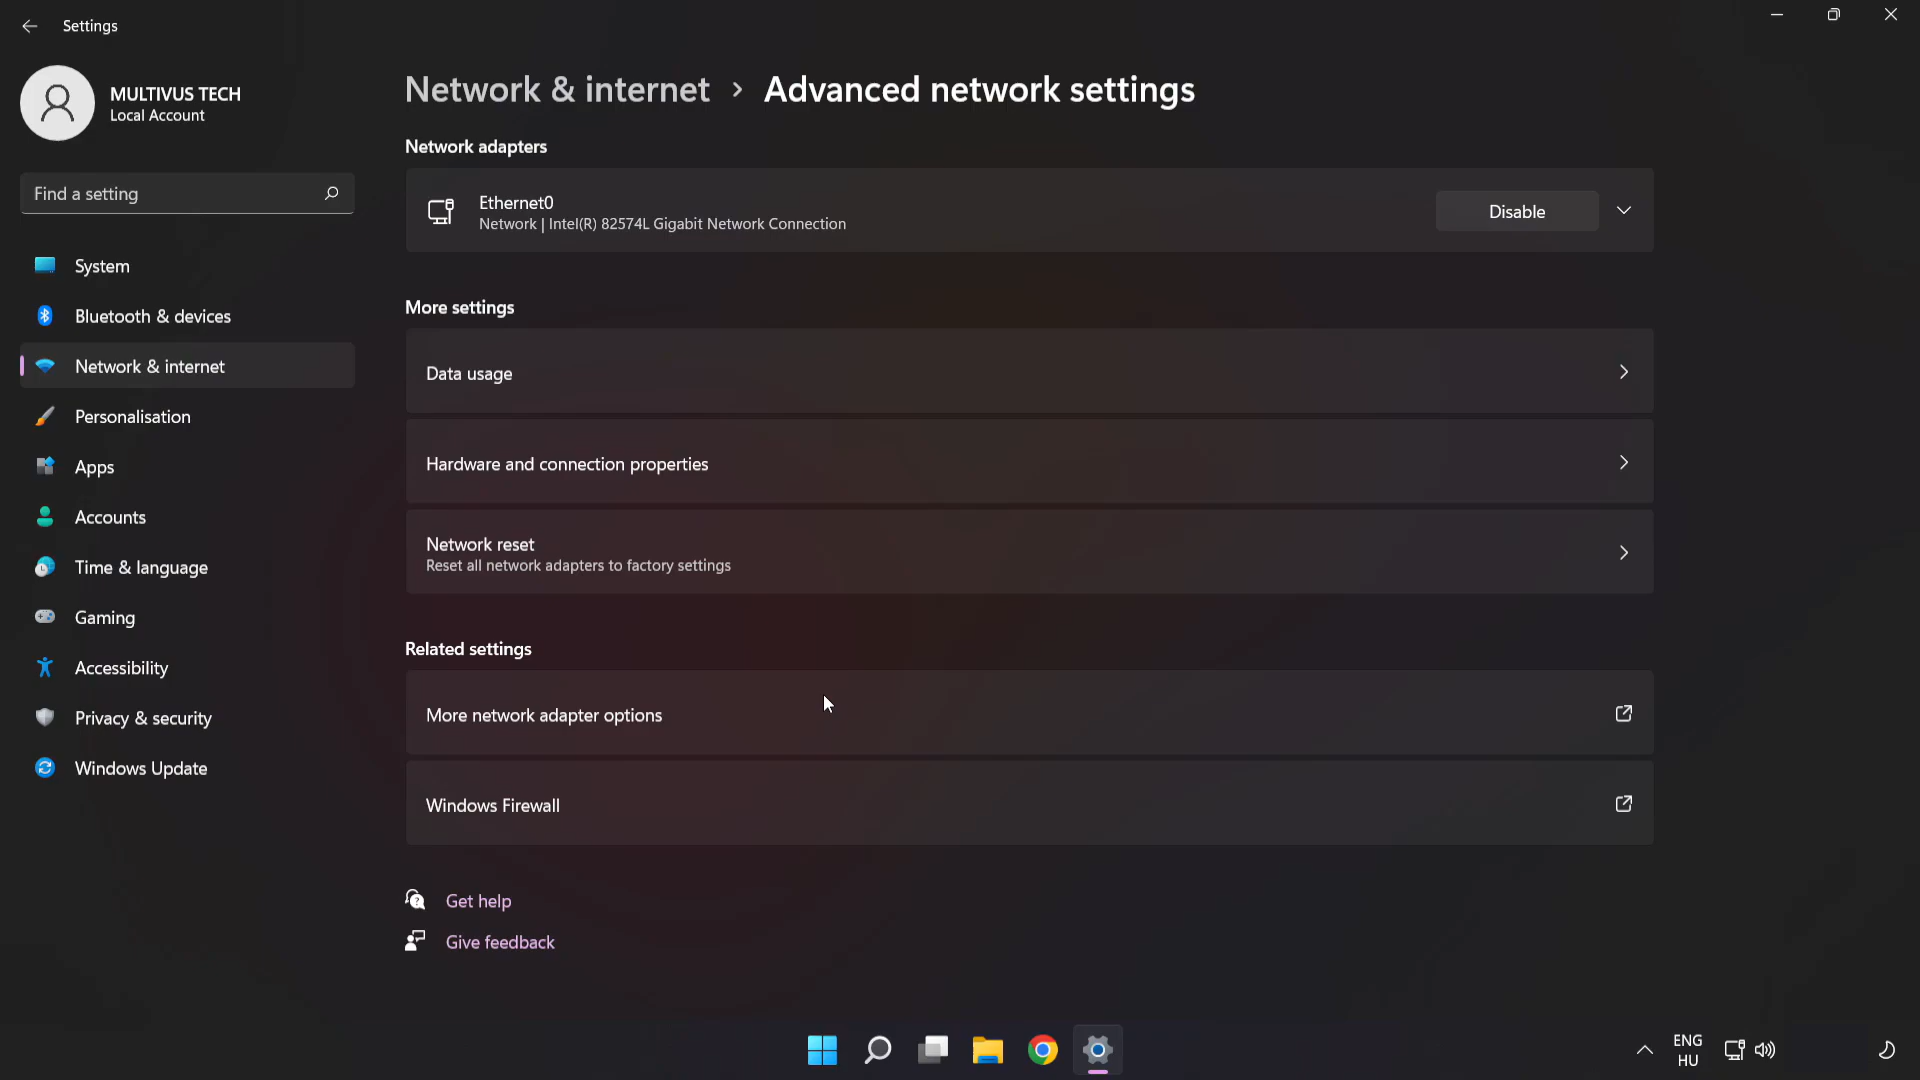 Settings
MULTIVUS TECH
Local Account
Find a setting
System
Bluetooth & devices
Network & internet
Personalisation
Apps
Accounts
Time & language
Gaming
Accessibility
Privacy & security
Windows Update
Network & internet > Advanced network settings
Network adapters
Ethernet0
Network | Intel(R) 82574L Gigabit Network Connection
Disable
More settings
Data usage
Hardware and connection properties
Network reset
Reset all network adapters to factory settings
Related settings
More network adapter options
Windows Firewall
Get help
Give feedback
ENG
HU